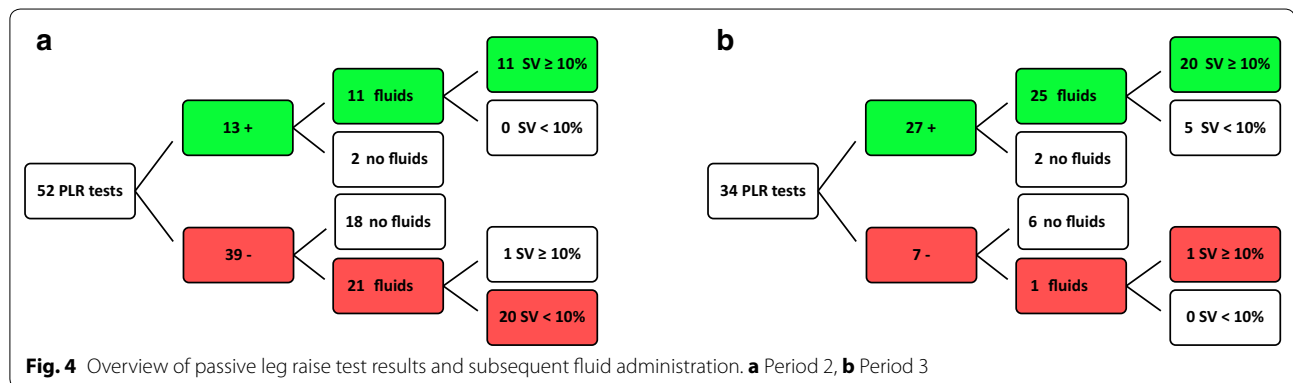 a
52 PLR tests
13 +
39 -
11 fluids
2 no fluids
18 no fluids
21 fluids
11 SV ≥ 10%
0 SV < 10%
1 SV ≥ 10%
20 SV < 10%
b
34 PLR tests
27 +
7 -
25 fluids
2 no fluids
6 no fluids
1 fluids
20 SV ≥ 10%
5 SV < 10%
1 SV ≥ 10%
0 SV < 10%
Fig. 4 Overview of passive leg raise test results and subsequent fluid administration. a Period 2, b Period 3